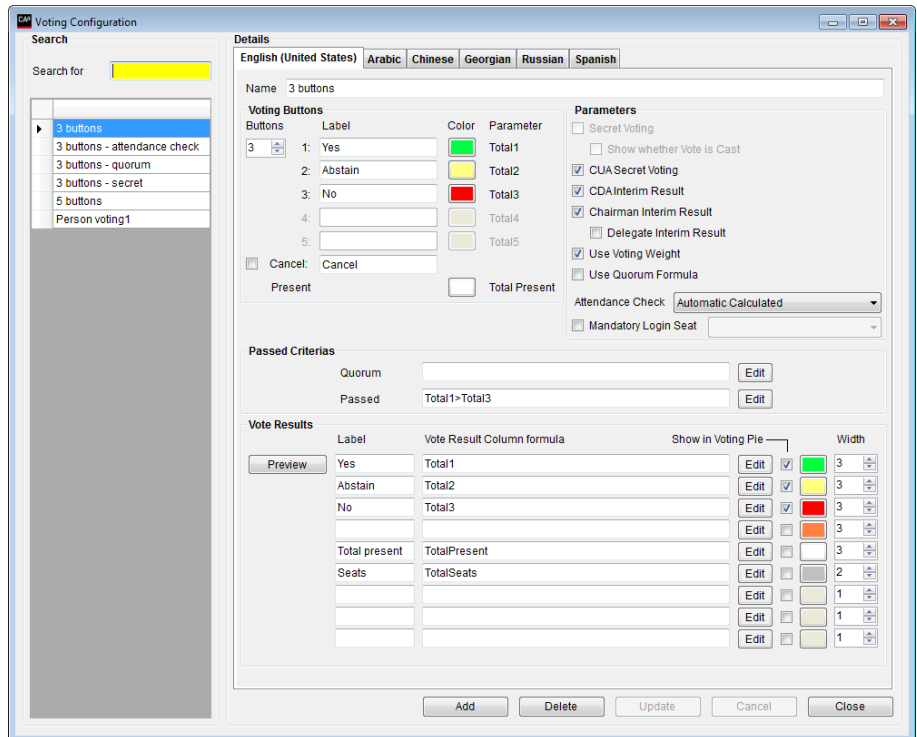 Voting Configuration
Search
Search for
3 buttons
3 buttons - attendance check
3 buttons - quorum
3 buttons - secret
5 buttons
Person voting1
Details
English (United States) Arabic Chinese Georgian Russian Spanish
Name 3 buttons
Voting Buttons
Buttons Label Color Parameter
3 1: Yes Total1
2: Abstain Total2
3: No Total3
4: Total4
5: Total5
Cancel: Cancel
Present Total Present
Parameters
Secret Voting
Show whether Vote is Cast
CUA Secret Voting
CDA Interim Result
Chairman Interim Result
Delegate Interim Result
Use Voting Weight
Use Quorum Formula
Attendance Check Automatic Calculated
Mandatory Login Seat
Passed Criterias
Quorum Edit
Passed Total1>Total3 Edit
Vote Results
Label Vote Result Column formula Show in Voting Pie Width
Preview Yes Total1 Edit 3
Abstain Total2 Edit 3
No Total3 Edit 3
Edit 3
Total present TotalPresent Edit 3
Seats TotalSeats Edit 2
Edit 1
Edit 1
Edit 1
Add Delete Update Cancel Close